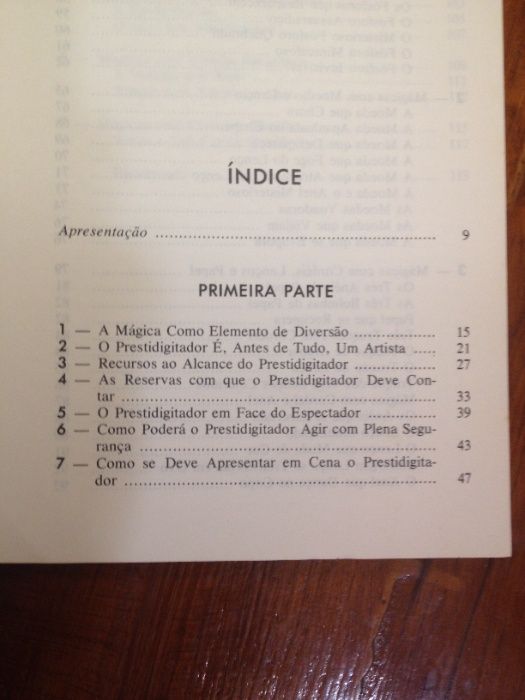 ÍNDICE
Apresentação .......... 9
PRIMEIRA PARTE
1 — A Mágica Como Elemento de Diversão .......... 15
2 — O Prestidigitador É, Antes de Tudo, Um Artista ..... 21
3 — Recursos ao Alcance do Prestidigitador .......... 27
4 — As Reservas com que o Prestidigitador Deve Con-
tar .......... 33
5 — O Prestidigitador em Face do Espectador .......... 39
6 — Como Poderá o Prestidigitador Agir com Plena Segu-
rança .......... 43
7 — Como se Deve Apresentar em Cena o Prestidigita-
dor .......... 47